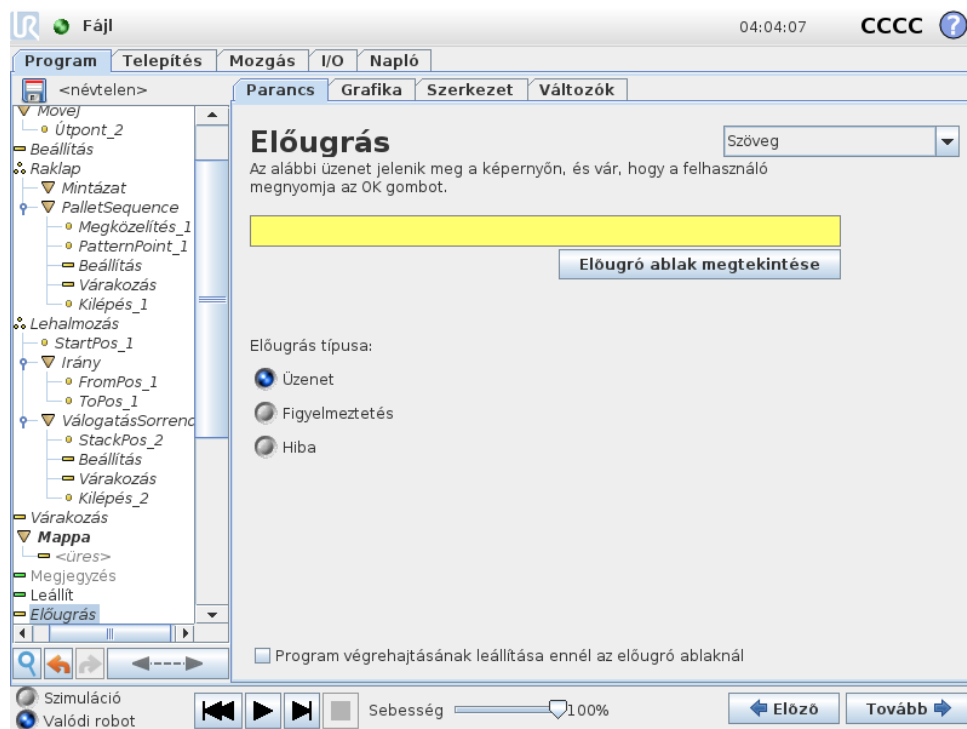 UR Fájl 04:04:07 CCCC ?
Program Telepítés Mozgás I/O Napló
<névtelen>
Parancs Grafika Szerkezet Változók
MoveJ
Útpont_2
Beállítás
Raklap
Mintázat
PalletSequence
Megközelítés_1
PatternPoint_1
Beállítás
Várakozás
Kilépés_1
Lehalmozás
StartPos_1
Irány
FromPos_1
ToPos_1
VálogatásSorrend
StackPos_2
Beállítás
Várakozás
Kilépés_2
Várakozás
Mappa
<üres>
Megjegyzés
Leállít
Előugrás
Előugrás
Szöveg
Az alábbi üzenet jelenik meg a képernyőn, és vár, hogy a felhasználó
megnyomja az OK gombot.
Előugró ablak megtekintése
Előugrás típusa:
Üzenet
Figyelmeztetés
Hiba
Program végrehajtásának leállítása ennél az előugró ablaknál
Szimuláció
Valódi robot
Sebesség 100%
Előző
Tovább